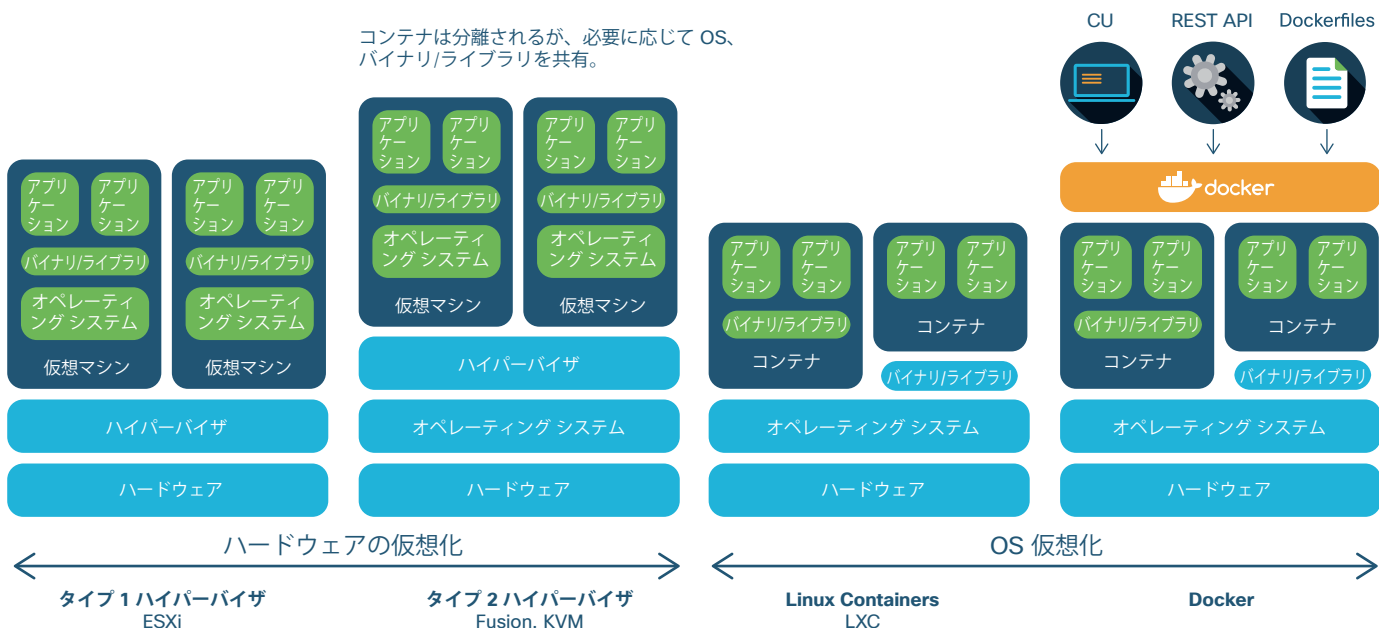 コンテナは分離されるが、必要に応じて OS、
バイナリ/ライブラリを共有。
CU
REST API
Dockerfiles
docker
アプリ
ケー
ション
アプリ
ケー
ション
バイナリ/ライブラリ
オペレーティ
ング システム
仮想マシン
アプリ
ケー
ション
アプリ
ケー
ション
バイナリ/ライブラリ
オペレーティ
ング システム
仮想マシン
ハイパーバイザ
ハードウェア
アプリ
ケー
ション
アプリ
ケー
ション
バイナリ/ライブラリ
オペレーティ
ング システム
仮想マシン
アプリ
ケー
ション
アプリ
ケー
ション
バイナリ/ライブラリ
オペレーティ
ング システム
仮想マシン
ハイパーバイザ
オペレーティング システム
ハードウェア
アプリ
ケー
ション
アプリ
ケー
ション
バイナリ/ライブラリ
コンテナ
アプリ
ケー
ション
アプリ
ケー
ション
コンテナ
バイナリ/ライブラリ
オペレーティング システム
ハードウェア
アプリ
ケー
ション
アプリ
ケー
ション
バイナリ/ライブラリ
コンテナ
アプリ
ケー
ション
アプリ
ケー
ション
コンテナ
バイナリ/ライブラリ
オペレーティング システム
ハードウェア
ハードウェアの仮想化
OS 仮想化
タイプ 1 ハイパーバイザ
ESXi
タイプ 2 ハイパーバイザ
Fusion. KVM
Linux Containers
LXC
Docker